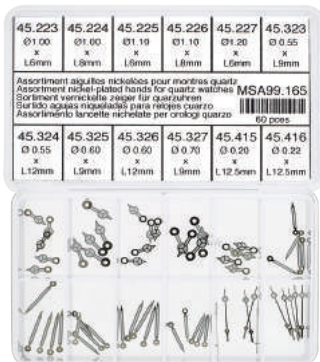 45.223 45.224 45.225 45.226 45.227 45.323
Ø1.00 Ø1.00 Ø1.10 Ø1.10 Ø1.20 Ø 0.55
x x x x x x
L6mm L8mm L6mm L8mm L6mm L9mm
Assortiment aiguilles nickelées pour montres quartz
Assortment nickel-plated hands for quartz watches MSA99.165
Sortiment vernickelte zeiger für quarzuhren
Surtido agujas niqueladas para relojes cuarzo
Assortimento lancette nichelate per orologi quarzo 60 pces
45.324 45.325 45.326 45.327 45.415 45.416
Ø 0.55 Ø 0.60 Ø 0.60 Ø 0.70 Ø 0.20 Ø 0.22
x x x x x x
L12mm L9mm L12mm L9mm L12.5mm L12.5mm